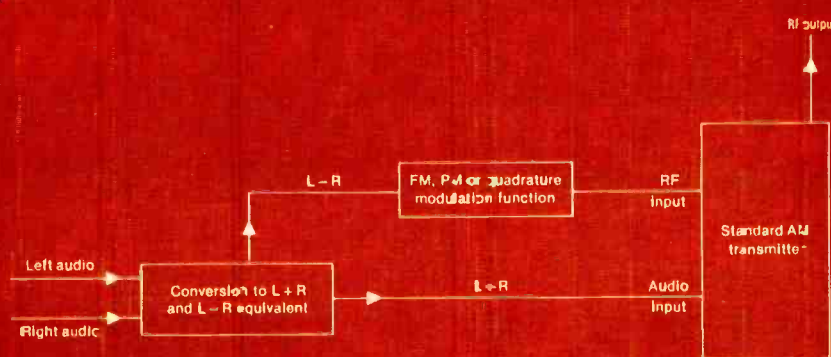 RF output
L – R
FM, PM or quadrature
modulation function
RF
input
Standard AM
transmitter
Left audio
Conversion to L + R
and L – R equivalent
L + R
Audio
input
Right audio